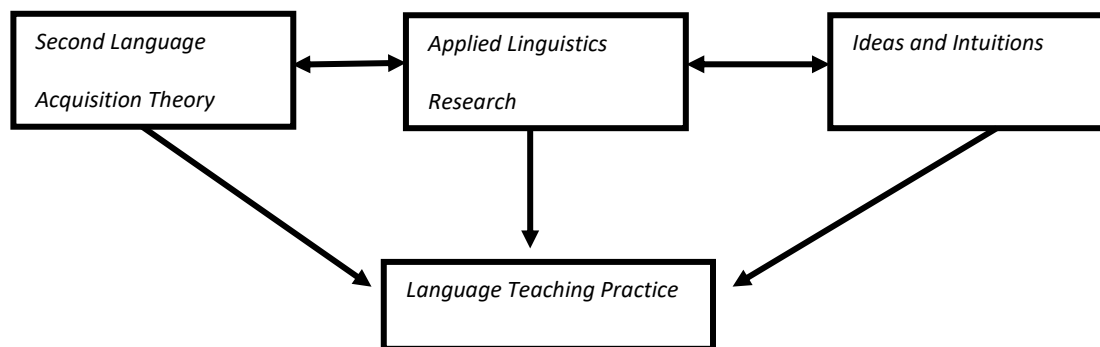 Second Language
Acquisition Theory
Applied Linguistics
Research
Ideas and Intuitions
Language Teaching Practice